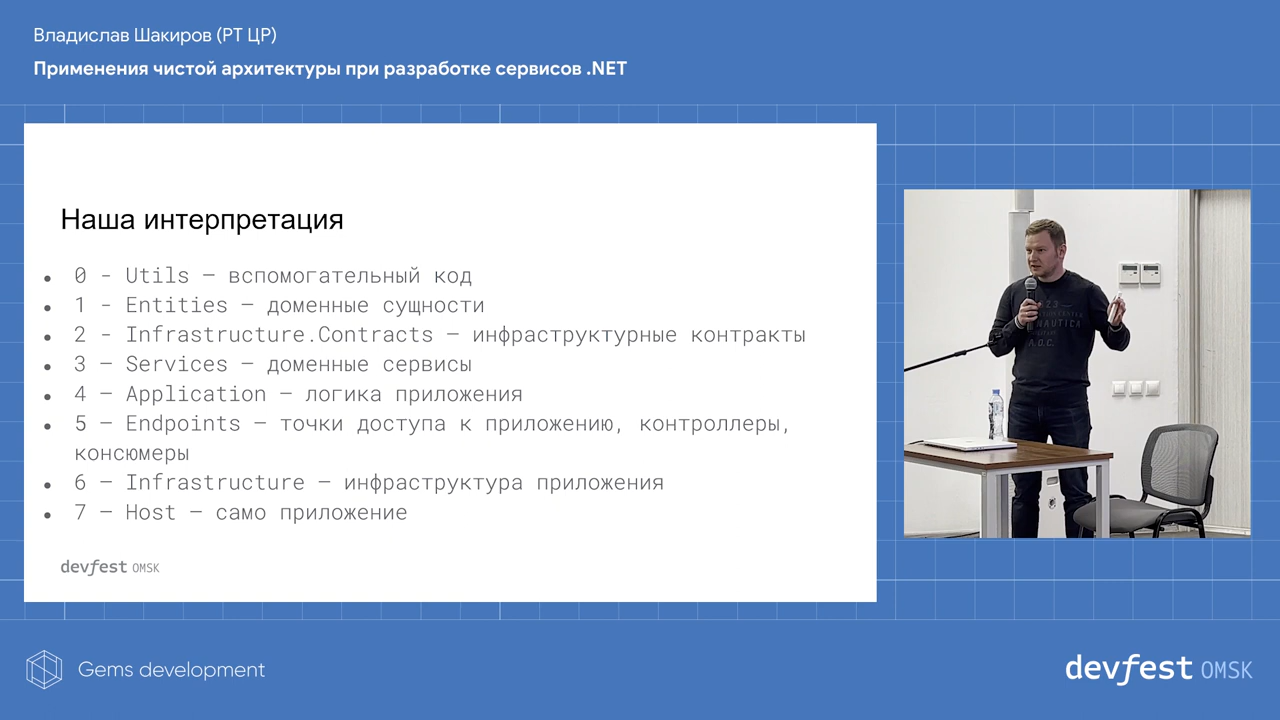 Владислав Шакиров (РТ ЦР)
Применения чистой архитектуры при разработке сервисов .NET
Наша интерпретация
• 0 - Utils – вспомогательный код
• 1 - Entities – доменные сущности
• 2 - Infrastructure.Contracts – инфраструктурные контракты
• 3 – Services – доменные сервисы
• 4 – Application – логика приложения
• 5 – Endpoints – точки доступа к приложению, контроллеры,
консюмеры
• 6 – Infrastructure – инфраструктура приложения
• 7 – Host – само приложение
devfest OMSK
Gems development
devfest OMSK